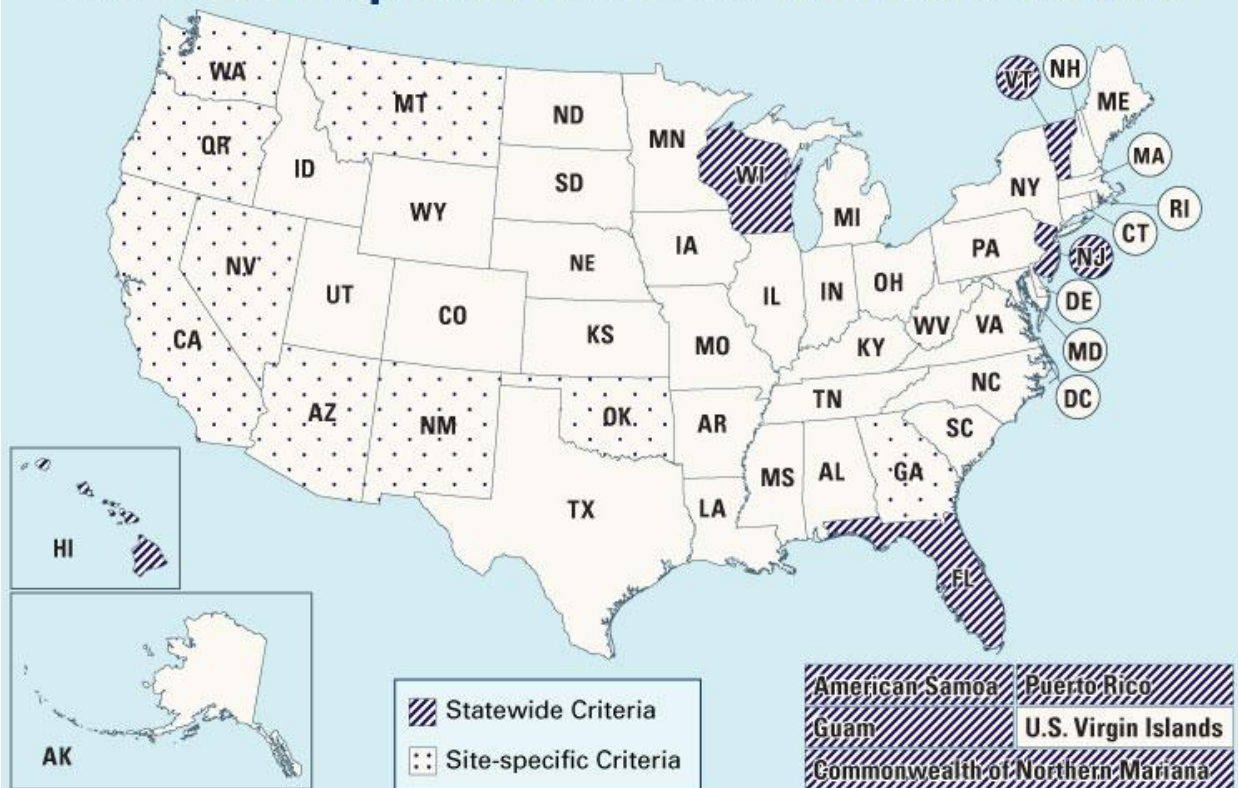 WA
MT
ND
MN
VT
NH
ME
OR
ID
SD
WI
MA
WY
NY
MI
RI
CT
NV
NE
IA
PA
NJ
UT
CO
IL
IN
OH
DE
CA
KS
MO
WV
VA
KY
MD
NC
DC
AZ
NM
OK
AR
TN
SC
MS
AL
GA
TX
LA
HI
FL
AK
Statewide Criteria
Site-specific Criteria
American Samoa
Puerto Rico
Guam
U.S. Virgin Islands
Commonwealth of Northern Mariana